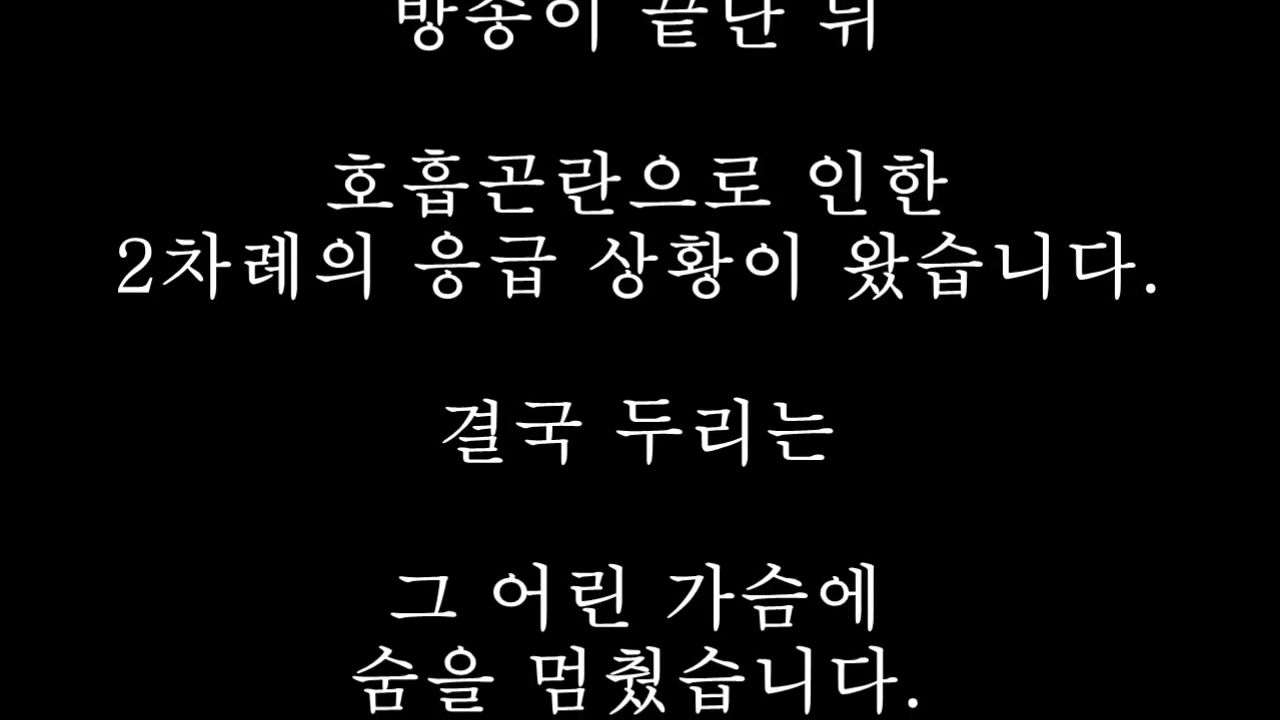 방송이 끝난 뒤
호흡곤란으로 인한
2차례의 응급 상황이 왔습니다.
결국 두리는
그 어린 가슴에
숨을 멈췄습니다.